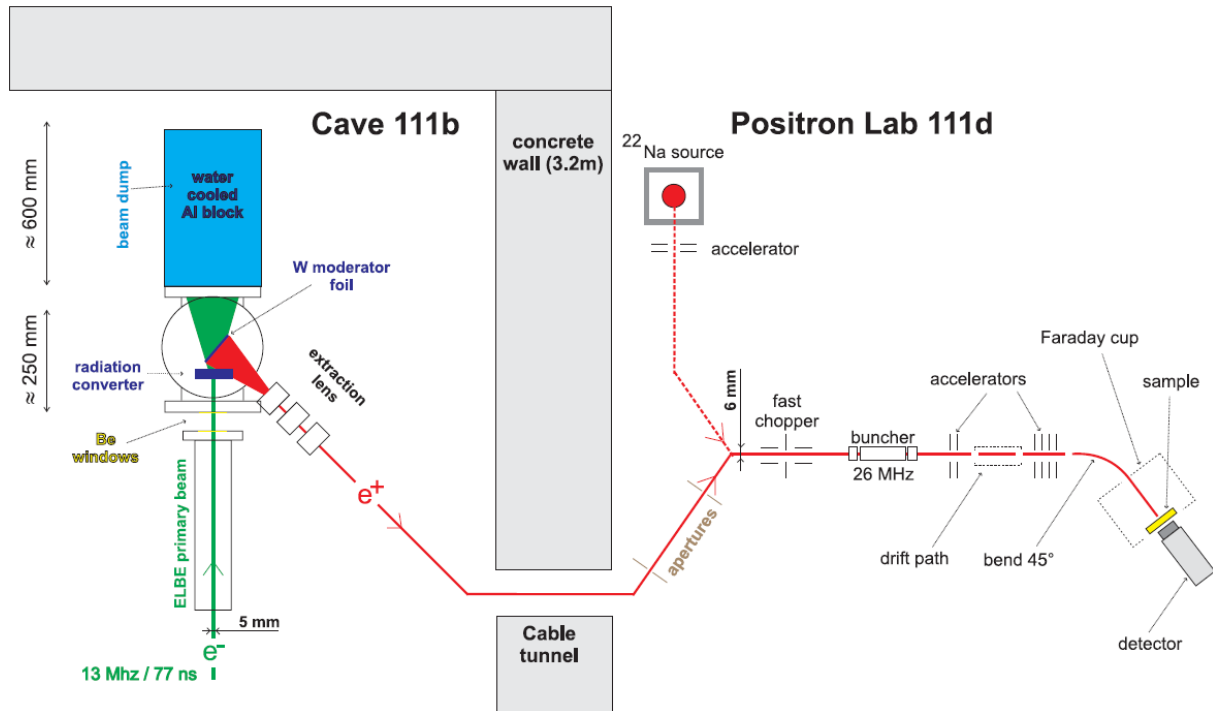 Cave 111b
Positron Lab 111d
concrete
wall (3.2m)
22Na source
≈ 600 mm
beam dump
water
cooled
Al block
accelerator
W moderator
foil
Faraday cup
≈ 250 mm
radiation
converter
extraction
lens
6 mm
fast
chopper
accelerators
sample
buncher
26 MHz
Be
windows
e+
apertures
drift path
bend 45°
ELBE primary beam
5 mm
Cable
tunnel
detector
e-
13 Mhz / 77 ns